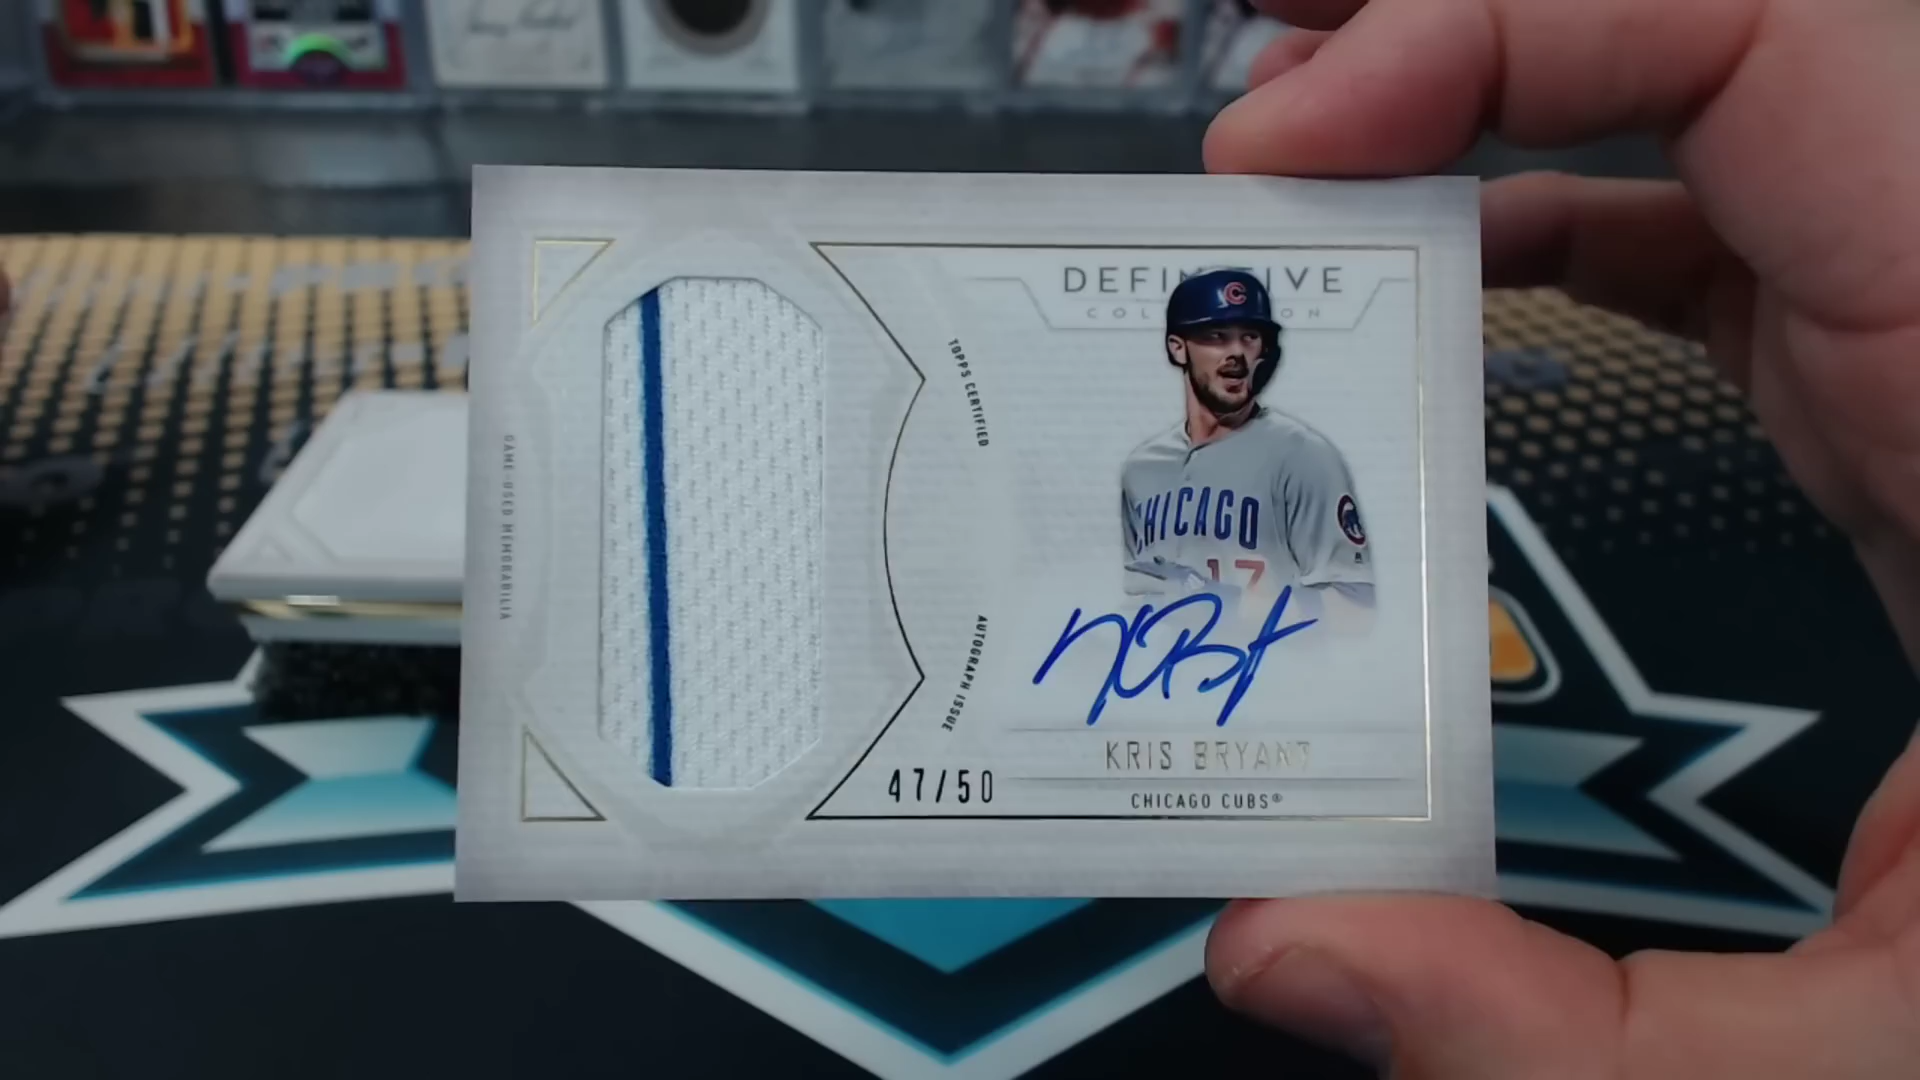 DEFINITIVE
COLLECTION
TOPPS CERTIFIED
GAME-USED MEMORABILIA
CHICAGO
17
AUTOGRAPH ISSUE
KRIS BRYANT
47/50
CHICAGO CUBS®